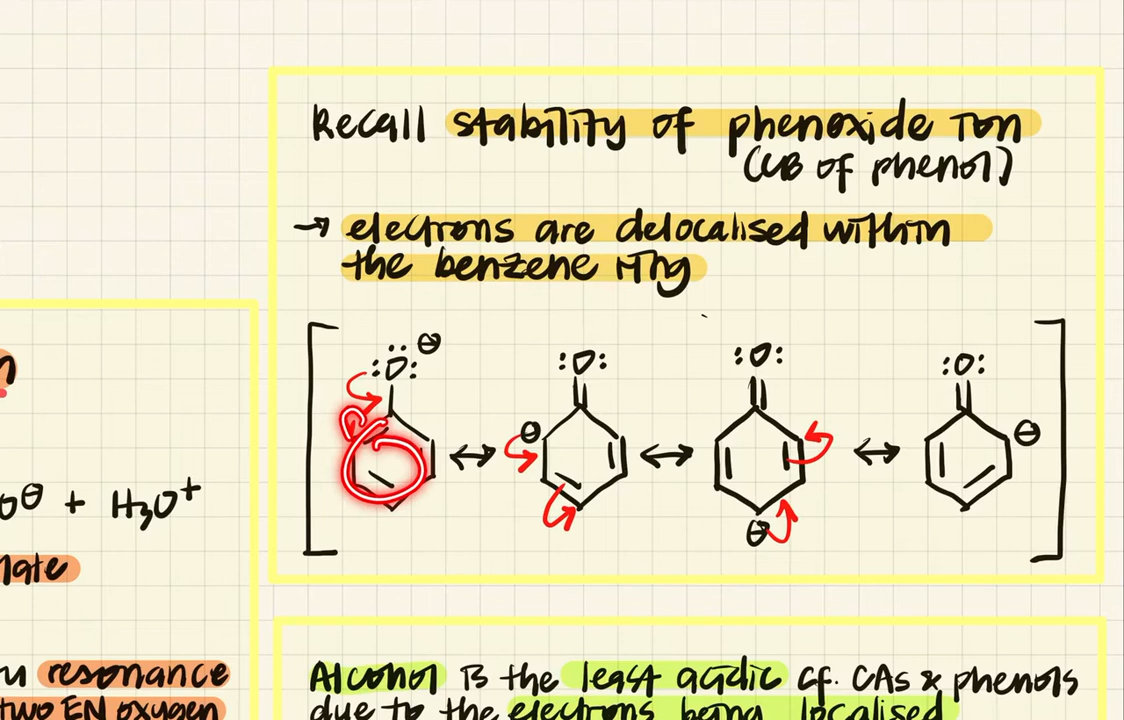 Recall stability of phenoxide ion
(CB of phenol)
→ electrons are delocalised within
the benzene ring
:Ö: ⊖ :O: :O: :O:
⊖ ↔ ↔ ↔ ⊖
⊖
O⊖ + H3O+
resonance
two EN oxygen
Alcohol is the least acidic cf. CAs & phenols
due to the electrons being localised